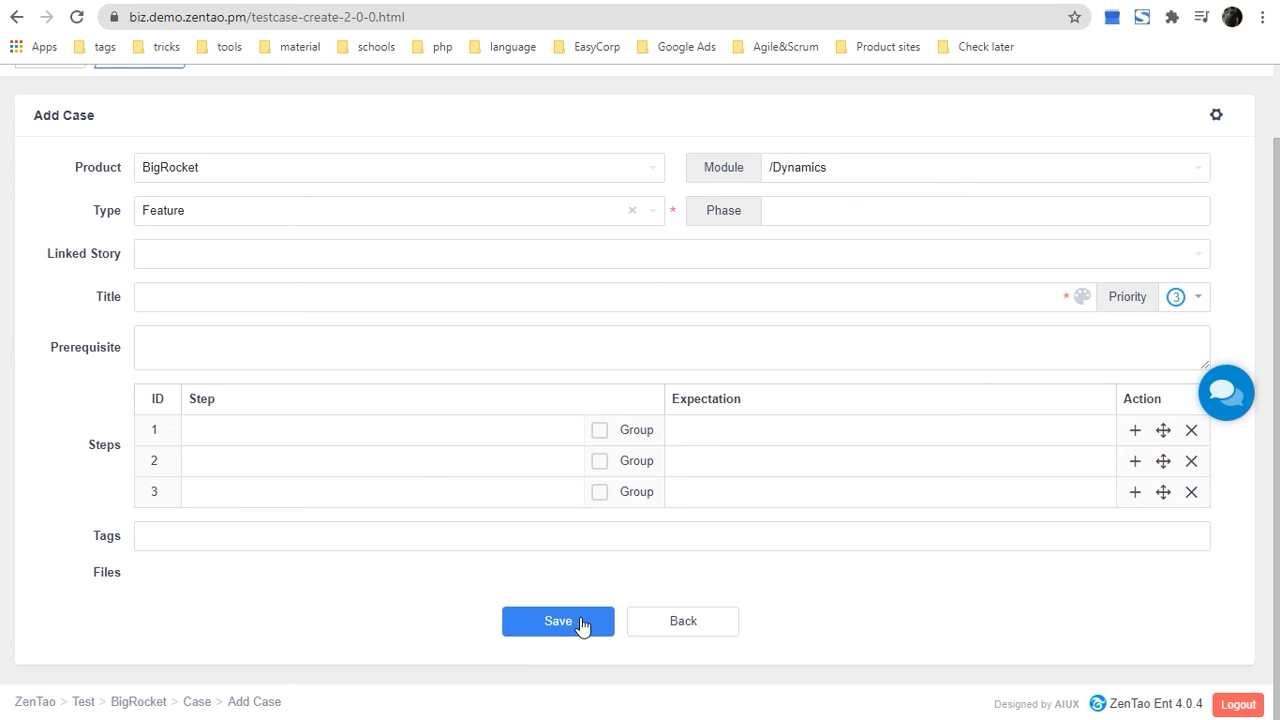 biz.demo.zentao.pm/testcase-create-2-0-0.html
Apps tags tricks tools material schools php language EasyCorp Google Ads Agile&Scrum Product sites Check later
Add Case
Product BigRocket Module /Dynamics
Type Feature × * Phase
Linked Story
Title * Priority 3
Prerequisite
ID Step Expectation Action
Steps
1 Group
2 Group
3 Group
Tags
Files
Save Back
ZenTao > Test > BigRocket > Case > Add Case Designed by AIUX ZenTao Ent 4.0.4 Logout